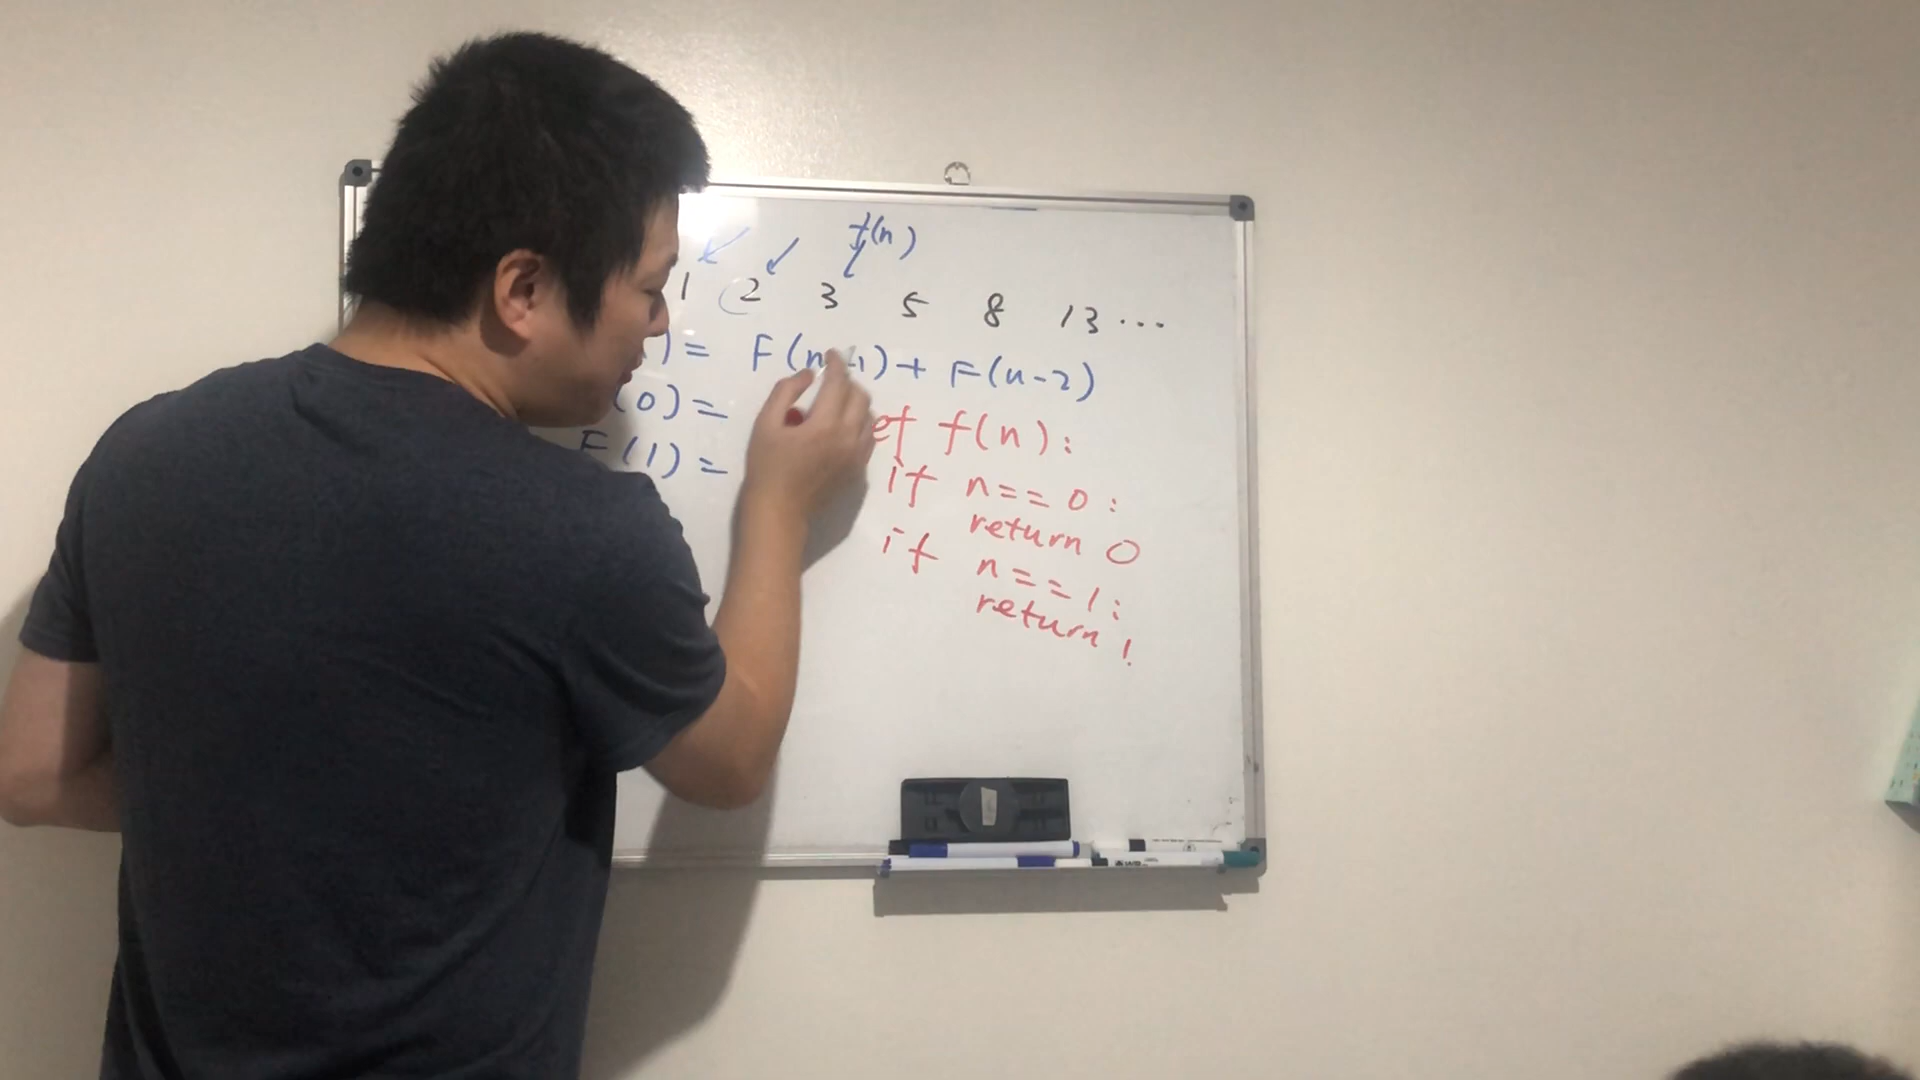 f(n)
1 2 3 5 8 13 ...
) = F(n-1) + F(n-2)
(0) =
F(1) =
ef f(n):
if n == 0:
return 0
if n == 1:
return 1